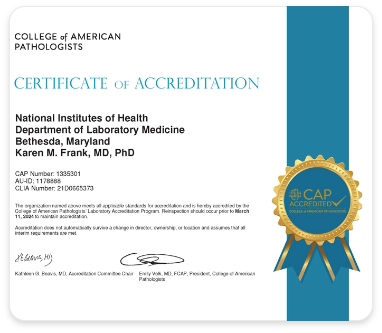 COLLEGE of AMERICAN
PATHOLOGISTS
CERTIFICATE OF ACCREDITATION
National Institutes of Health
Department of Laboratory Medicine
Bethesda, Maryland
Karen M. Frank, MD, PhD
CAP Number: 1335301
AU-ID: 1178888
CLIA Number: 21D0665373
The organization named above meets all applicable standards for accreditation and is hereby accredited by the
College of American Pathologists' Laboratory Accreditation Program. Reinspection should occur prior to March
11, 2024 to maintain accreditation.
Accreditation does not automatically survive a change in director, ownership, or location and assumes that all
interim requirements are met.
CAP
ACCREDITED
COLLEGE of AMERICAN PATHOLOGISTS
Kathleen G. Beavis, MD, Accreditation Committee Chair
Emily Volk, MD, FCAP, President, College of American
Pathologists